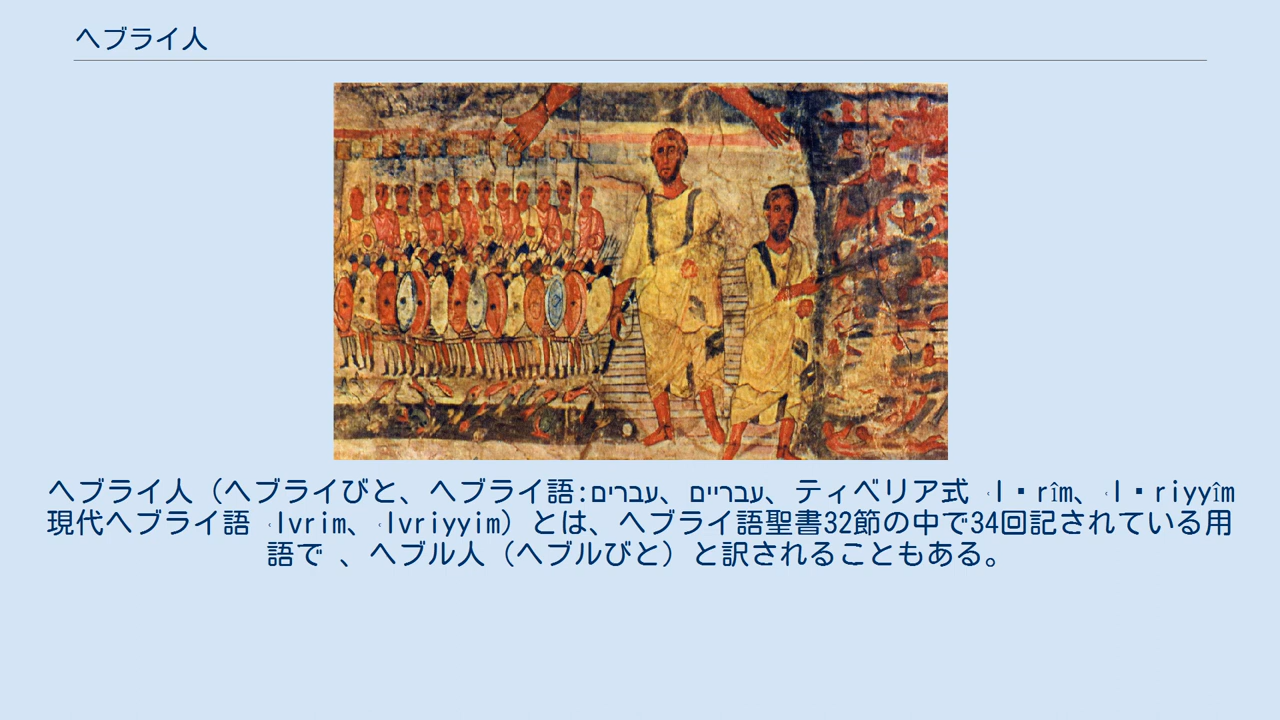 ヘブライ人
ヘブライ人（ヘブライびと、ヘブライ語:עברים、עבריים、ティベリア式 ʿI▪rîm、ʿI▪riyyîm
現代ヘブライ語 ʿIvrim、ʿIvriyyim）とは、ヘブライ語聖書32節の中で34回記されている用
語で 、ヘブル人（ヘブルびと）と訳されることもある。